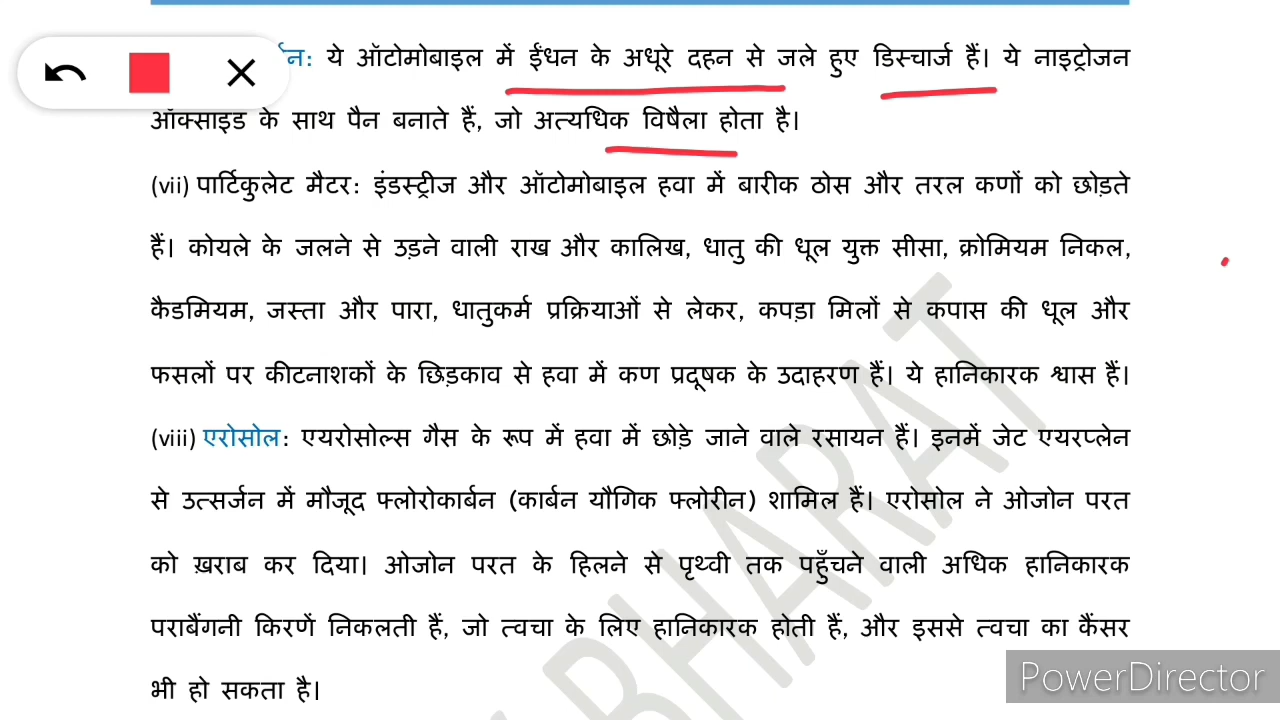 ये ऑटोमोबाइल में ईंधन के अधूरे दहन से जले हुए डिस्चार्ज हैं। ये नाइट्रोजन
ऑक्साइड के साथ पैन बनाते हैं, जो अत्यधिक विषैला होता है।
(vii) पार्टिकुलेट मैटर: इंडस्ट्रीज और ऑटोमोबाइल हवा में बारीक ठोस और तरल कणों को छोड़ते
हैं। कोयले के जलने से उड़ने वाली राख और कालिख, धातु की धूल युक्त सीसा, क्रोमियम निकल,
कैडमियम, जस्ता और पारा, धातुकर्म प्रक्रियाओं से लेकर, कपड़ा मिलों से कपास की धूल और
फसलों पर कीटनाशकों के छिड़काव से हवा में कण प्रदूषक के उदाहरण हैं। ये हानिकारक श्वास हैं।
(viii) एरोसोल: एयरोसोल्स गैस के रूप में हवा में छोड़े जाने वाले रसायन हैं। इनमें जेट एयरप्लेन
से उत्सर्जन में मौजूद फ्लोरोकार्बन (कार्बन यौगिक फ्लोरीन) शामिल हैं। एरोसोल ने ओजोन परत
को ख़राब कर दिया। ओजोन परत के हिलने से पृथ्वी तक पहुँचने वाली अधिक हानिकारक
पराबैंगनी किरणें निकलती हैं, जो त्वचा के लिए हानिकारक होती हैं, और इससे त्वचा का कैंसर
भी हो सकता है।
BHARAT
PowerDirector